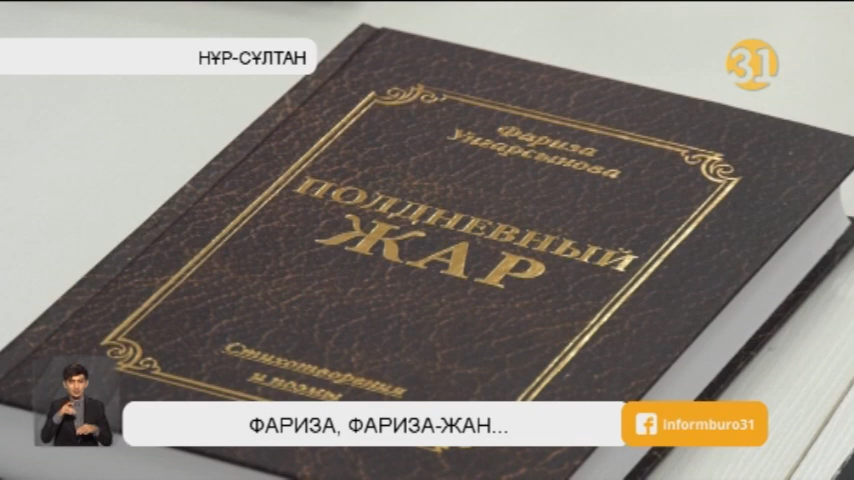 НҰР-СҰЛТАН
31
Фариза
Унгарсынова
ПОЛДНЕВНЫЙ
ЖАР
Стихотворения
и поэмы
ФАРИЗА, ФАРИЗА-ЖАН...
Informburo31